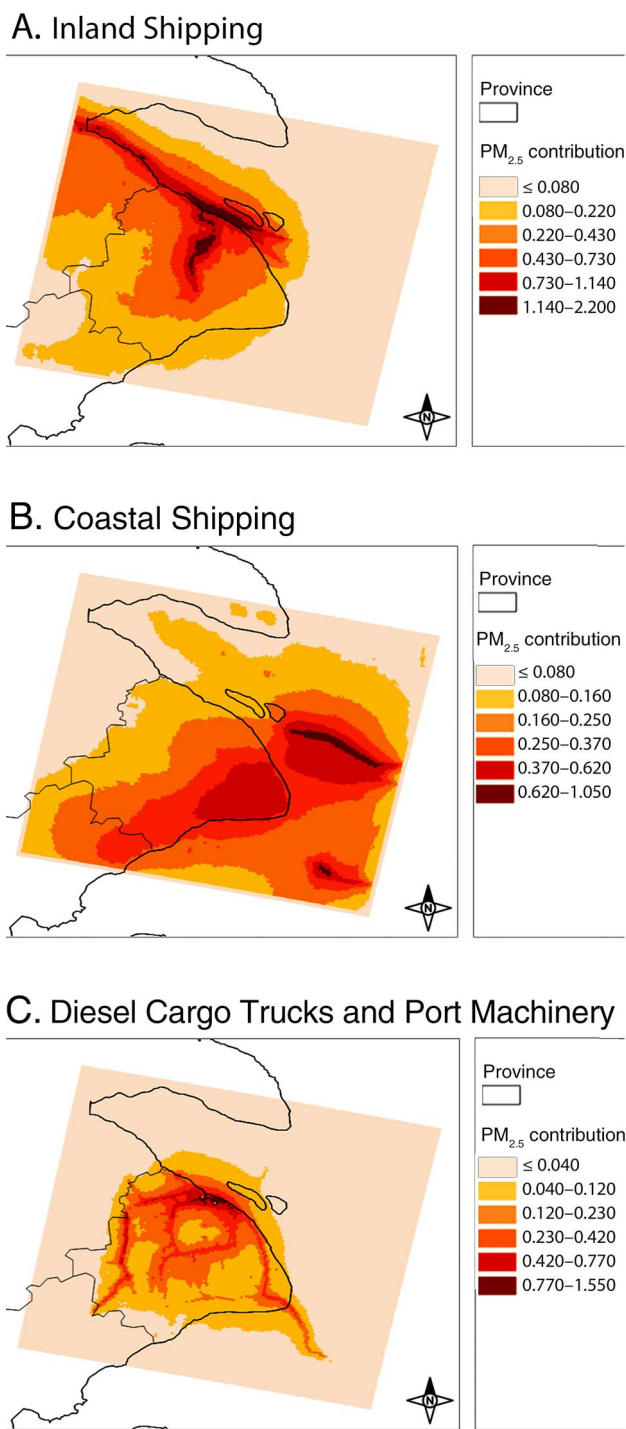 A. Inland Shipping
Province
PM2.5 contribution
≤ 0.080
0.080–0.220
0.220–0.430
0.430–0.730
0.730–1.140
1.140–2.200
N
B. Coastal Shipping
Province
PM2.5 contribution
≤ 0.080
0.080–0.160
0.160–0.250
0.250–0.370
0.370–0.620
0.620–1.050
N
C. Diesel Cargo Trucks and Port Machinery
Province
PM2.5 contribution
≤ 0.040
0.040–0.120
0.120–0.230
0.230–0.420
0.420–0.770
0.770–1.550
N